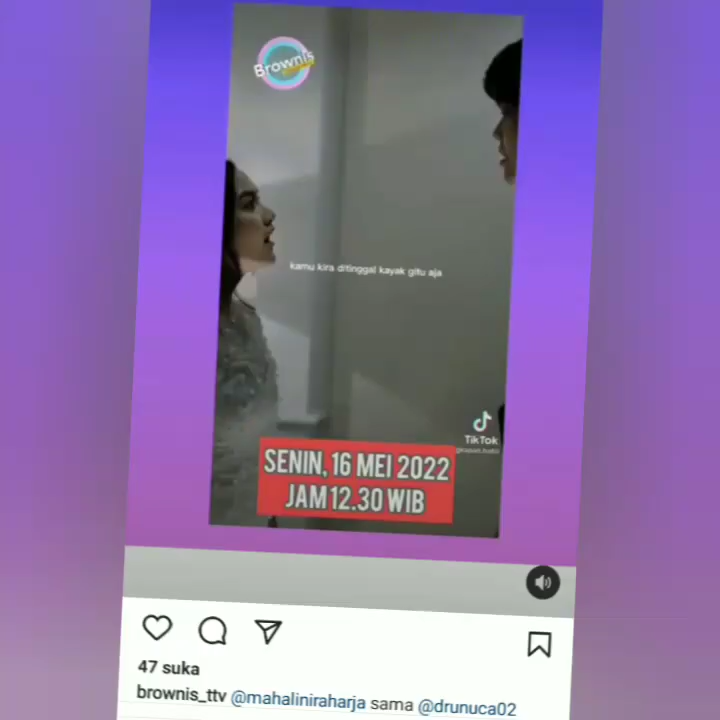 Brownis
kamu kira ditinggal kayak gitu aja
TikTok
SENIN, 16 MEI 2022
JAM 12.30 WIB
47 suka
brownis_ttv @mahaliniraharja sama @drunuca02